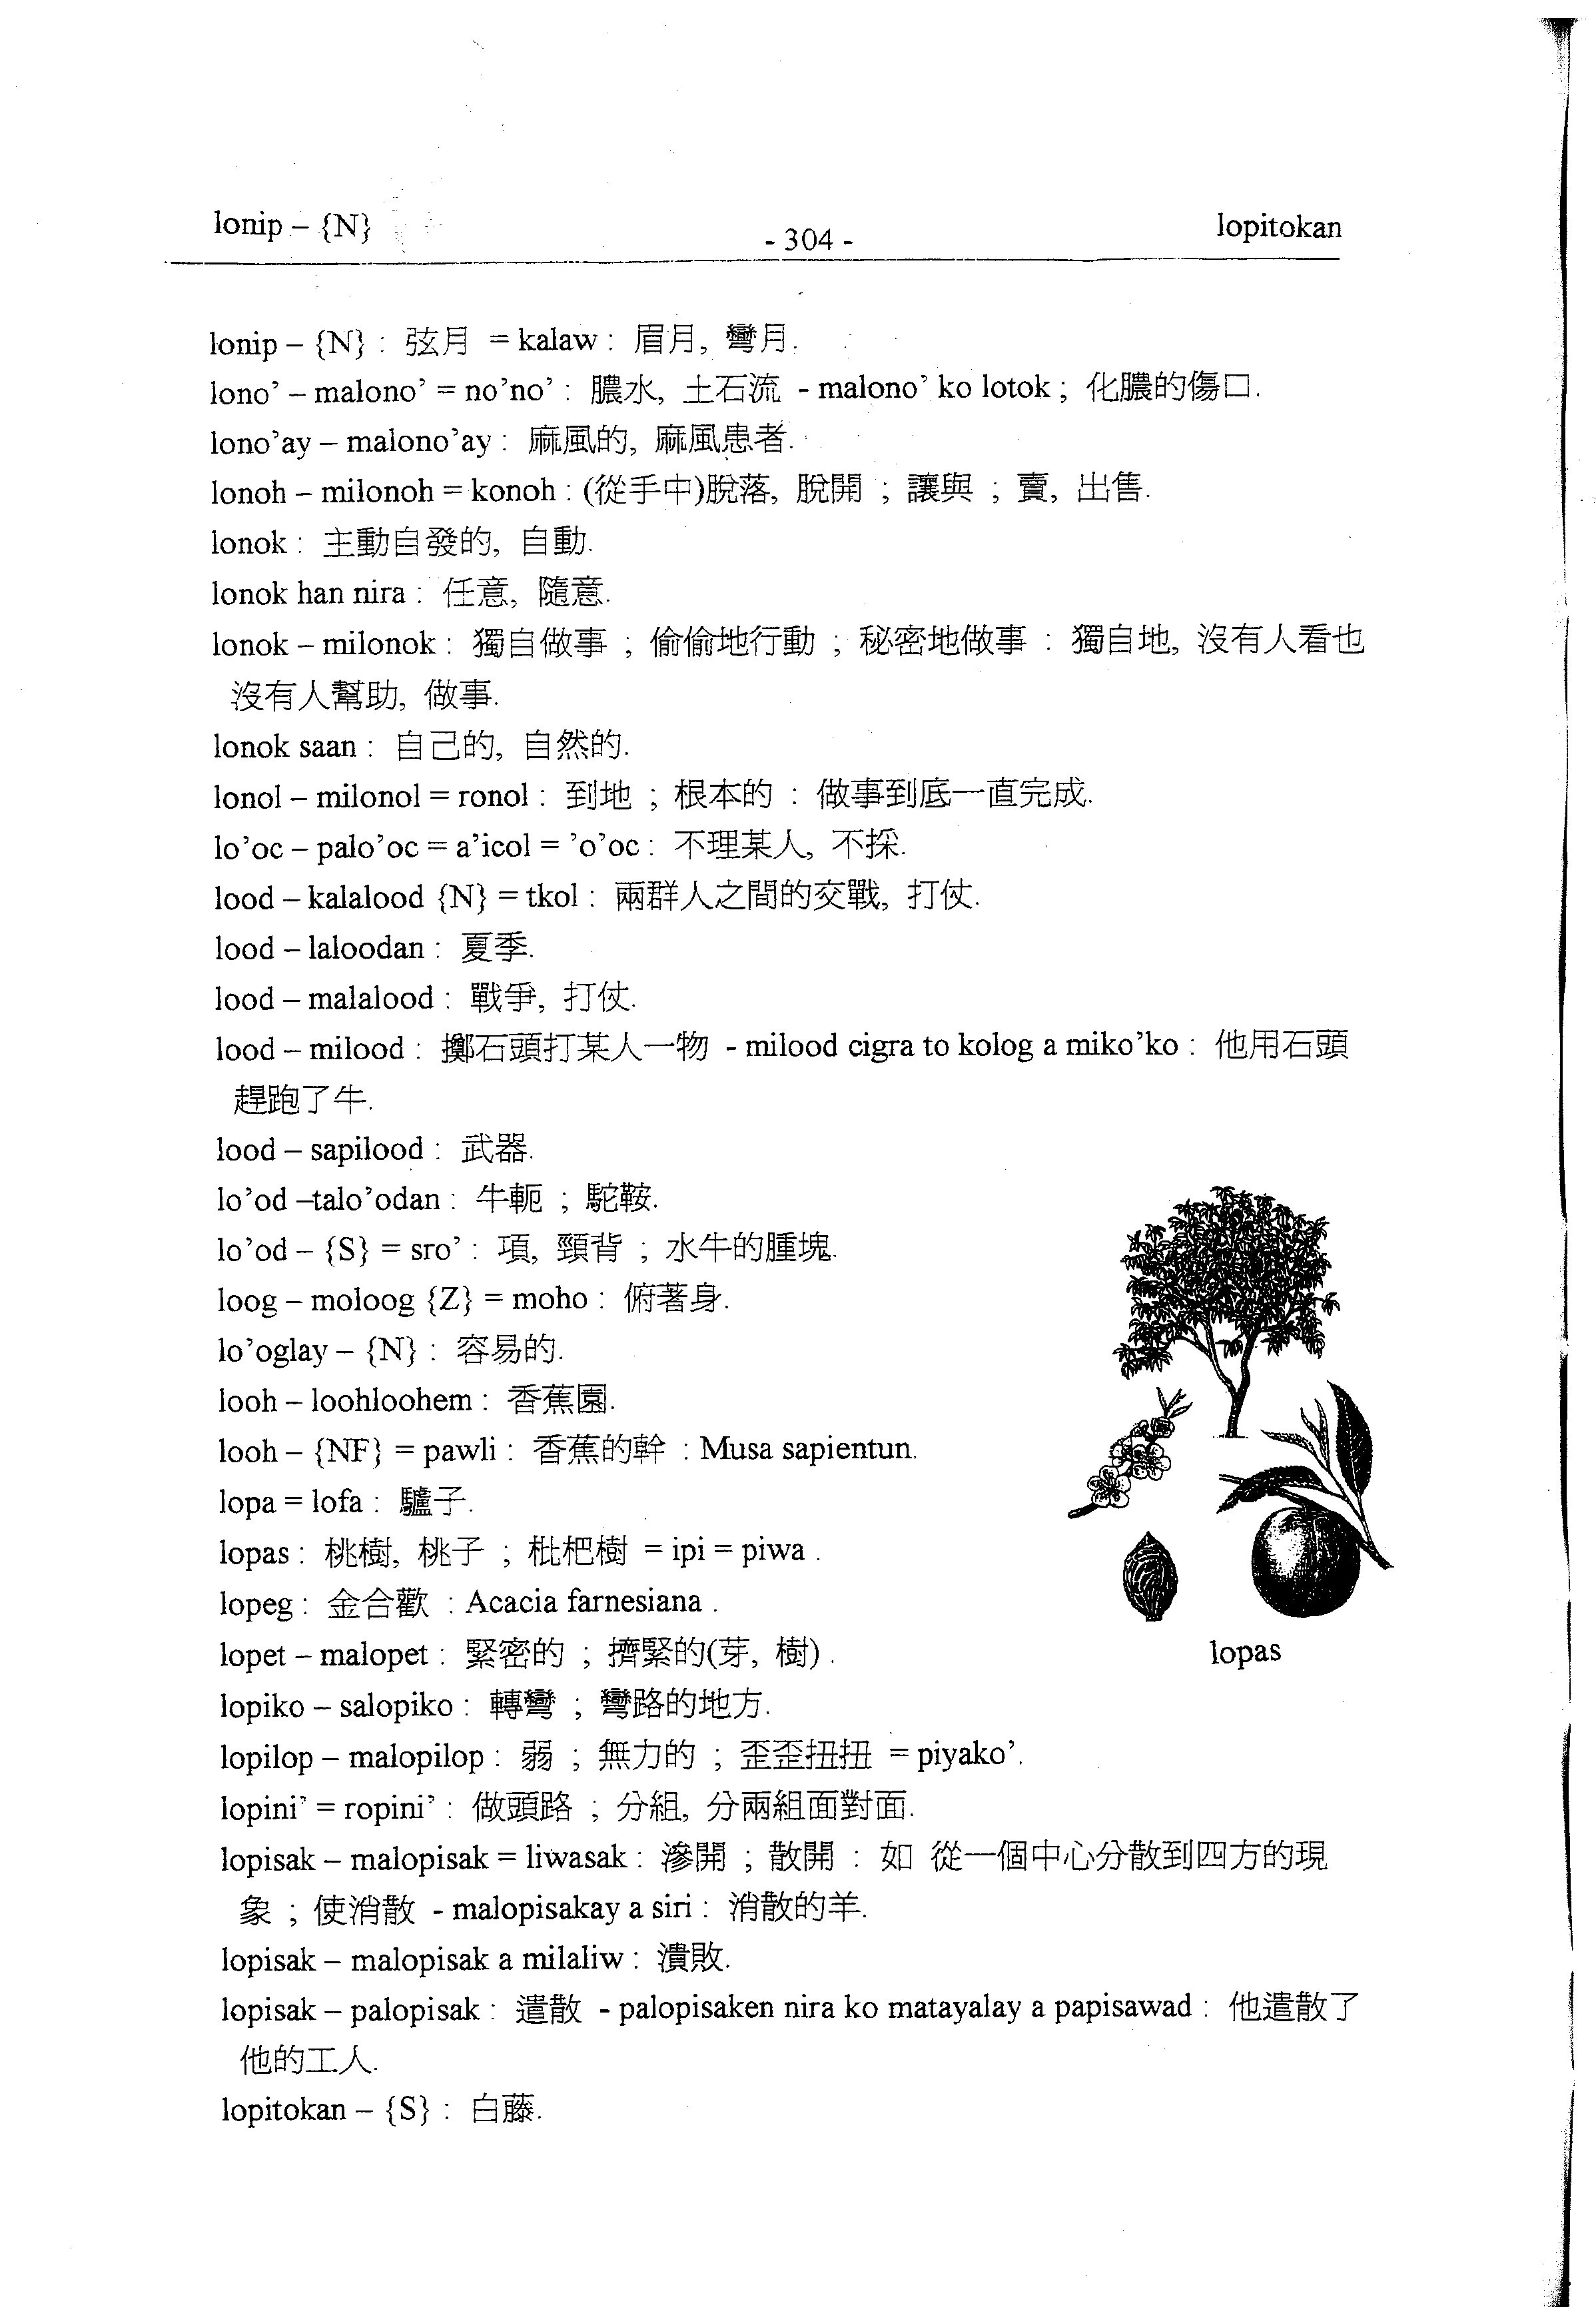 lonip – {N}
- 304 -
lopitokan
lonip – {N} : 弦月 = kalaw : 眉月, 彎月.
lono’ – malono’ = no’no’ : 膿水, 土石流 - malono’ ko lotok ; 化膿的傷口.
lono’ay – malono’ay : 麻風的, 麻風患者.
lonoh – milonoh = konoh : (從手中)脫落, 脫開 ; 讓與 ; 賣, 出售.
lonok : 主動自發的, 自動.
lonok han nira : 任意, 隨意.
lonok – milonok : 獨自做事 ; 偷偷地行動 ; 秘密地做事 : 獨自地, 沒有人看也
沒有人幫助, 做事.
lonok saan : 自己的, 自然的.
lonol – milonol = ronol : 到地 ; 根本的 : 做事到底一直完成.
lo’oc – palo’oc = a’icol = ’o’oc : 不理某人, 不採.
lood – kalalood {N} = tkol : 兩群人之間的交戰, 打仗.
lood – laloodan : 夏季.
lood – malalood : 戰爭, 打仗.
lood – milood : 擲石頭打某人一物 - milood cigra to kolog a miko’ko : 他用石頭
趕跑了牛.
lood – sapilood : 武器.
lo’od –talo’odan : 牛軛 ; 駝鞍.
lo’od – {S} = sro’ : 項, 頸背 ; 水牛的腫塊.
loog – moloog {Z} = moho : 俯著身.
lo’oglay – {N} : 容易的.
looh – loohloohem : 香蕉園.
looh – {NF} = pawli : 香蕉的幹 : Musa sapientun.
lopa = lofa : 驢子.
lopas : 桃樹, 桃子 ; 枇杷樹 = ipi = piwa .
lopeg : 金合歡 : Acacia farnesiana .
lopet – malopet : 緊密的 ; 擠緊的(芽, 樹) .
lopas
lopiko – salopiko : 轉彎 ; 彎路的地方.
lopilop – malopilop : 弱 ; 無力的 ; 歪歪扭扭 = piyako’.
lopini’ = ropini’ : 做頭路 ; 分組, 分兩組面對面.
lopisak – malopisak = liwasak : 滲開 ; 散開 : 如 從一個中心分散到四方的現
象 ; 使消散 - malopisakay a siri : 消散的羊.
lopisak – malopisak a milaliw : 潰敗.
lopisak – palopisak : 遣散 - palopisaken nira ko matayalay a papisawad : 他遣散了
他的工人.
lopitokan – {S} : 白藤.